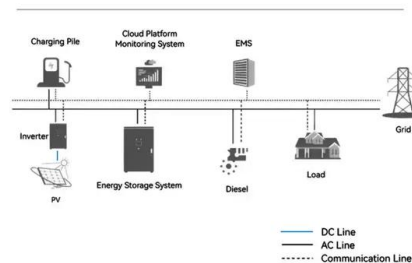 Charging Pile
Cloud Platform
Monitoring System
EMS
Grid
Inverter
PV
Energy Storage System
Diesel
Load
DC Line
AC Line
Communication Line